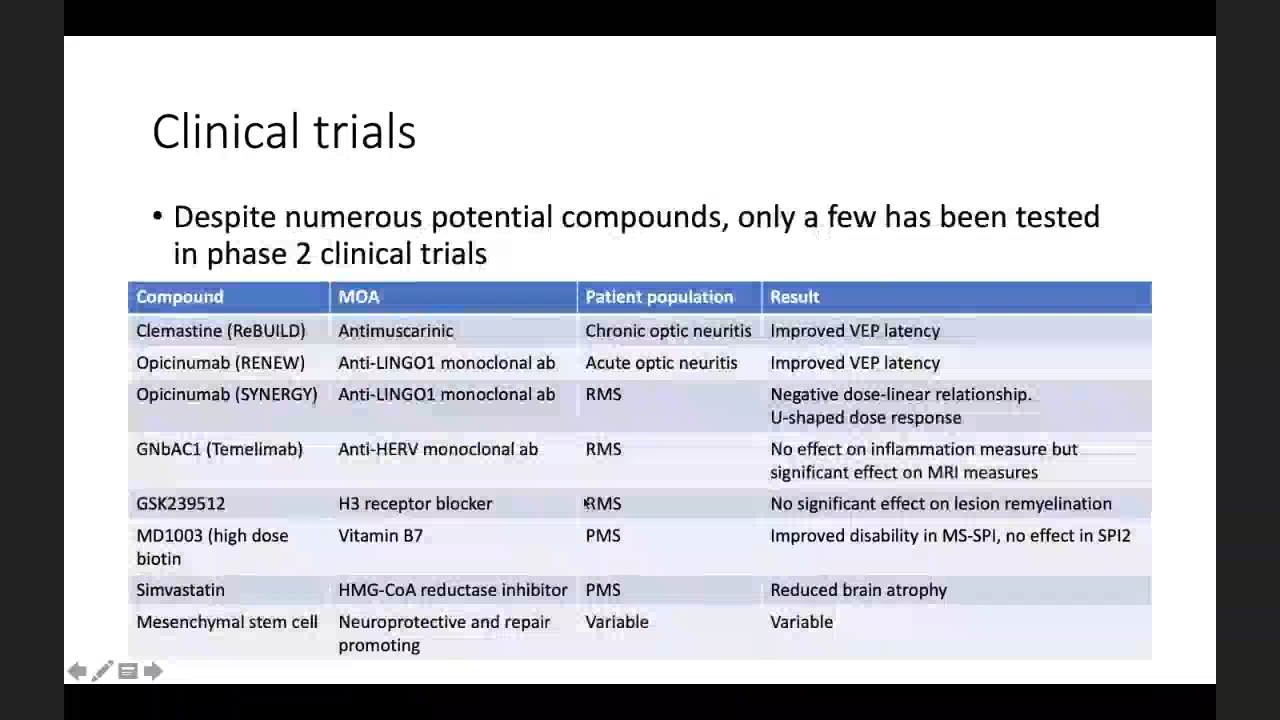 Clinical trials
• Despite numerous potential compounds, only a few has been tested
in phase 2 clinical trials
Compound MOA Patient population Result
Clemastine (ReBUILD) Antimuscarinic Chronic optic neuritis Improved VEP latency
Opicinumab (RENEW) Anti-LINGO1 monoclonal ab Acute optic neuritis Improved VEP latency
Opicinumab (SYNERGY) Anti-LINGO1 monoclonal ab RMS Negative dose-linear relationship.
U-shaped dose response
GNbAC1 (Temelimab) Anti-HERV monoclonal ab RMS No effect on inflammation measure but
significant effect on MRI measures
GSK239512 H3 receptor blocker RMS No significant effect on lesion remyelination
MD1003 (high dose Vitamin B7 PMS Improved disability in MS-SPI, no effect in SPI2
biotin
Simvastatin HMG-CoA reductase inhibitor PMS Reduced brain atrophy
Mesenchymal stem cell Neuroprotective and repair Variable Variable
promoting